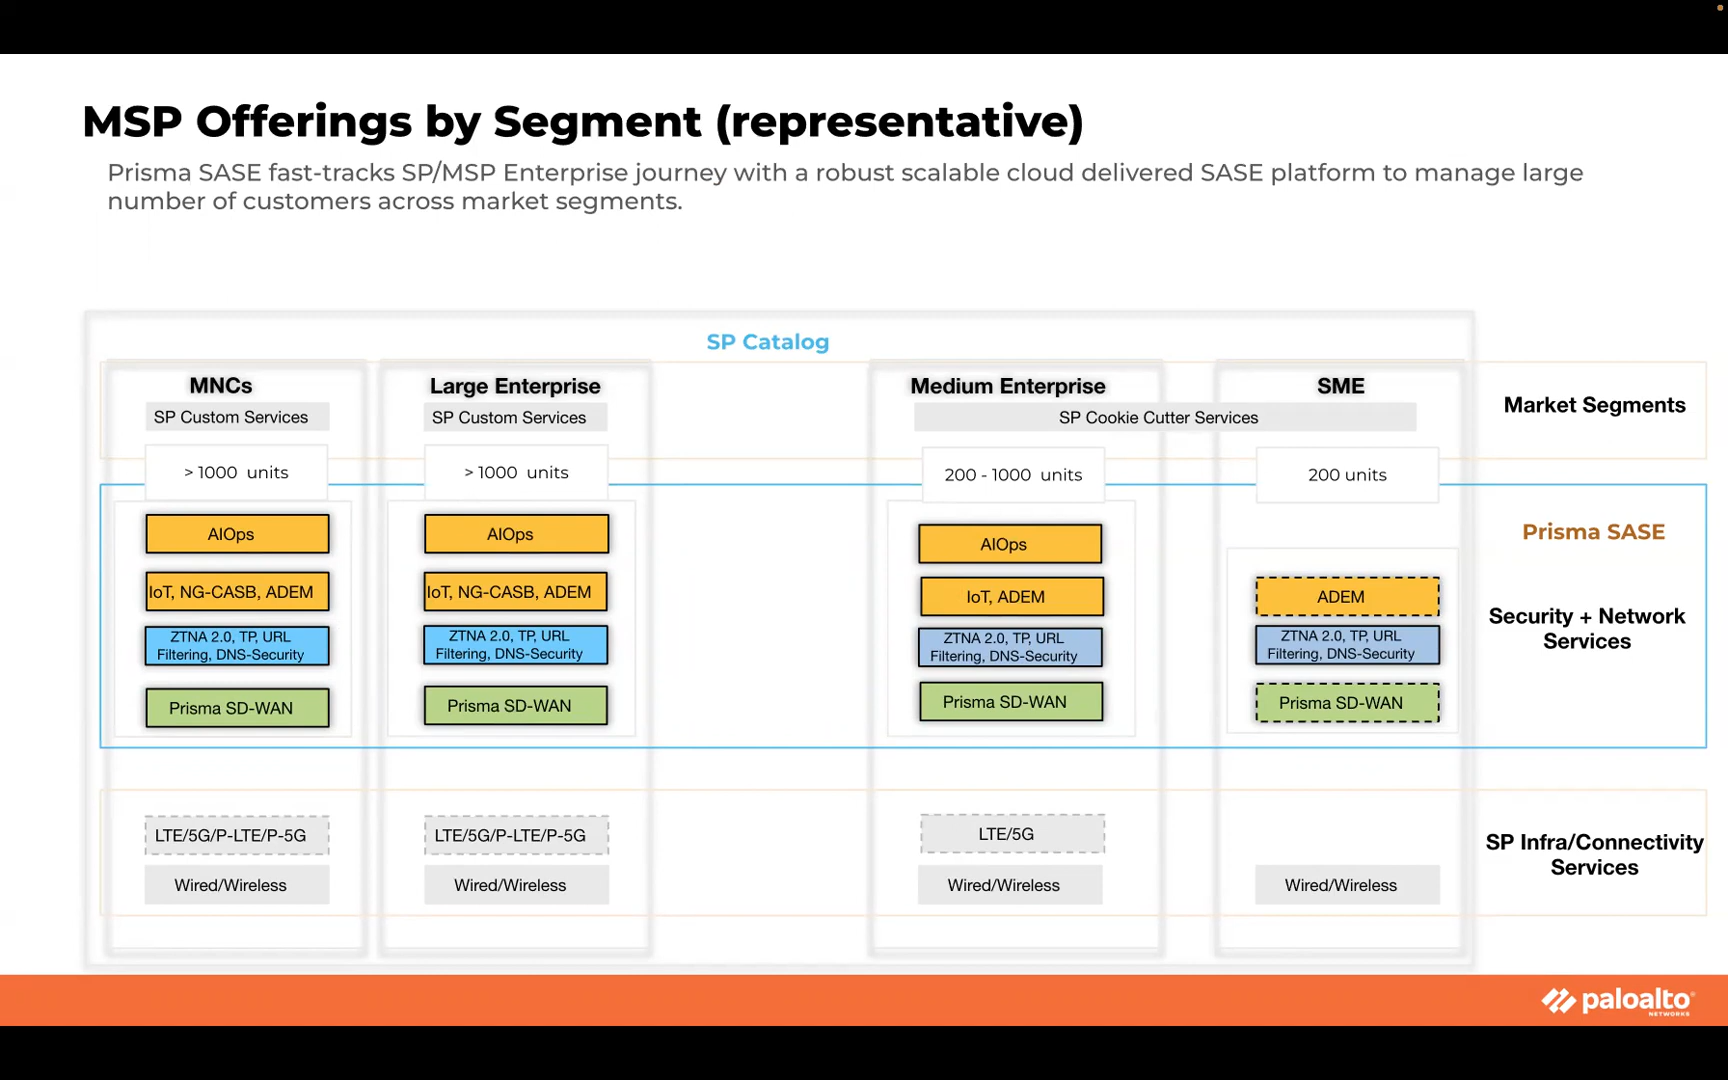 MSP Offerings by Segment (representative)
Prisma SASE fast-tracks SP/MSP Enterprise journey with a robust scalable cloud delivered SASE platform to manage large
number of customers across market segments.
SP Catalog
MNCs
Large Enterprise
Medium Enterprise
SME
Market Segments
SP Custom Services
SP Custom Services
SP Cookie Cutter Services
> 1000 units
> 1000 units
200 - 1000 units
200 units
Prisma SASE
Security + Network
Services
AIOps
AIOps
AIOps
IoT, NG-CASB, ADEM
IoT, NG-CASB, ADEM
IoT, ADEM
ADEM
ZTNA 2.0, TP, URL
Filtering, DNS-Security
ZTNA 2.0, TP, URL
Filtering, DNS-Security
ZTNA 2.0, TP, URL
Filtering, DNS-Security
ZTNA 2.0, TP, URL
Filtering, DNS-Security
Prisma SD-WAN
Prisma SD-WAN
Prisma SD-WAN
Prisma SD-WAN
LTE/5G/P-LTE/P-5G
LTE/5G/P-LTE/P-5G
LTE/5G
SP Infra/Connectivity
Services
Wired/Wireless
Wired/Wireless
Wired/Wireless
Wired/Wireless
paloalto
NETWORKS